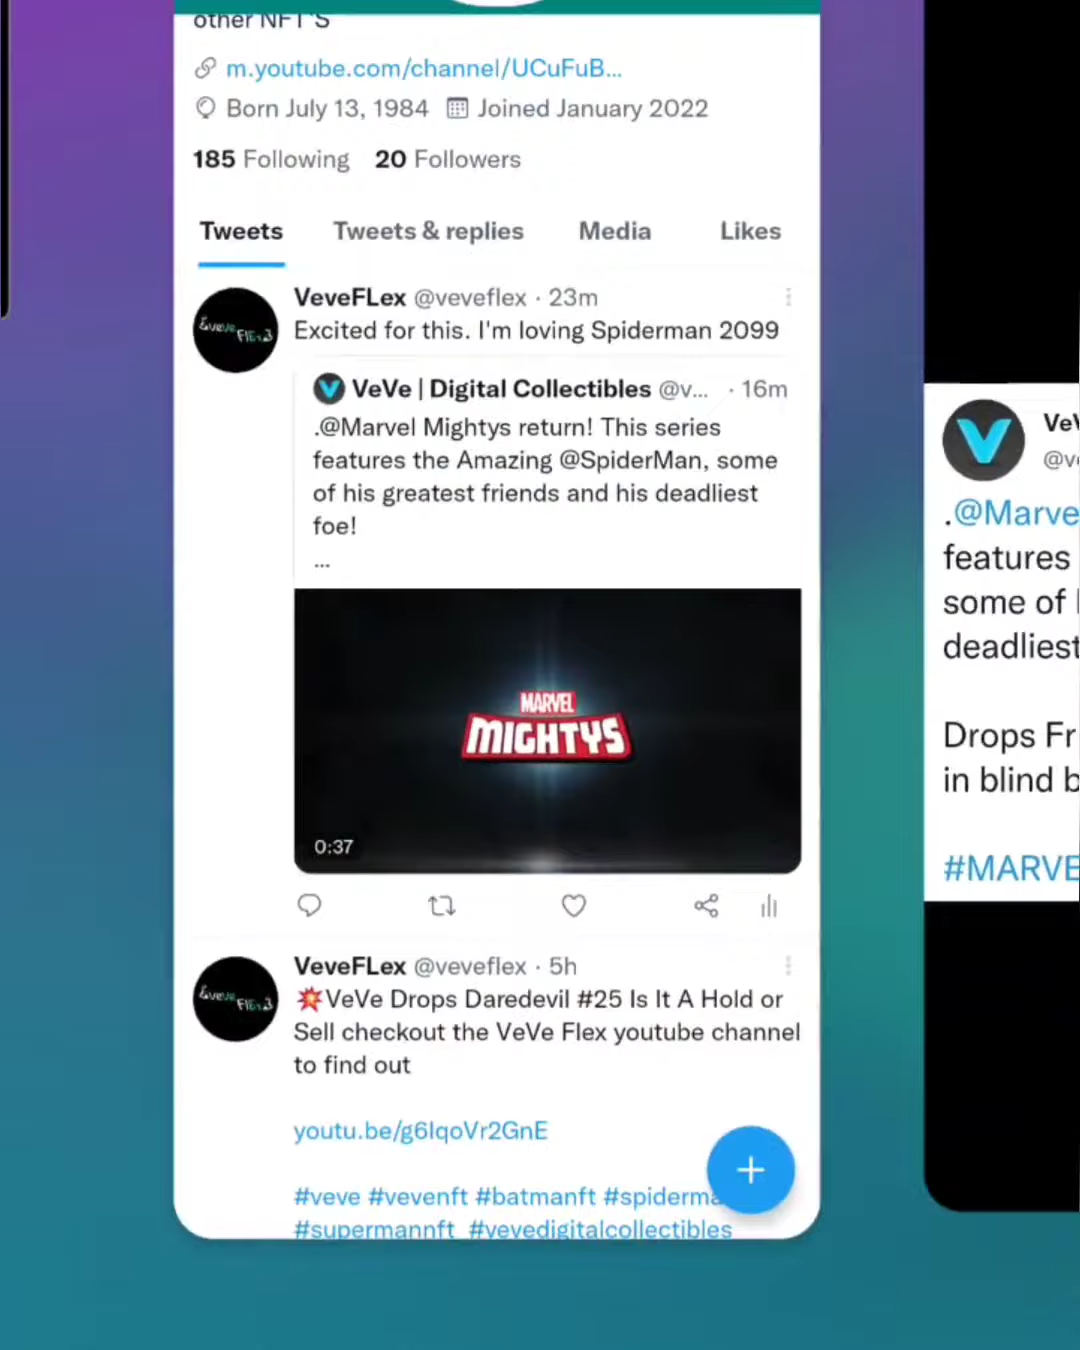 other NFT'S
m.youtube.com/channel/UCuFuB...
Born July 13, 1984 Joined January 2022
185 Following 20 Followers
Tweets Tweets & replies Media Likes
VeveFLex @veveflex · 23m
Excited for this. I'm loving Spiderman 2099
VeVe | Digital Collectibles @v... · 16m
.@Marvel Mightys return! This series
features the Amazing @SpiderMan, some
of his greatest friends and his deadliest
foe!
...
MARVEL
MIGHTYS
0:37
VeveFLex @veveflex · 5h
💥VeVe Drops Daredevil #25 Is It A Hold or
Sell checkout the VeVe Flex youtube channel
to find out
youtu.be/g6lqoVr2GnE
#veve #vevenft #batmanft #spiderma
#supermannft #vevedigitalcollectibles
VeV
@ve
.@Marve
features
some of
deadliest
Drops Fr
in blind b
#MARVE